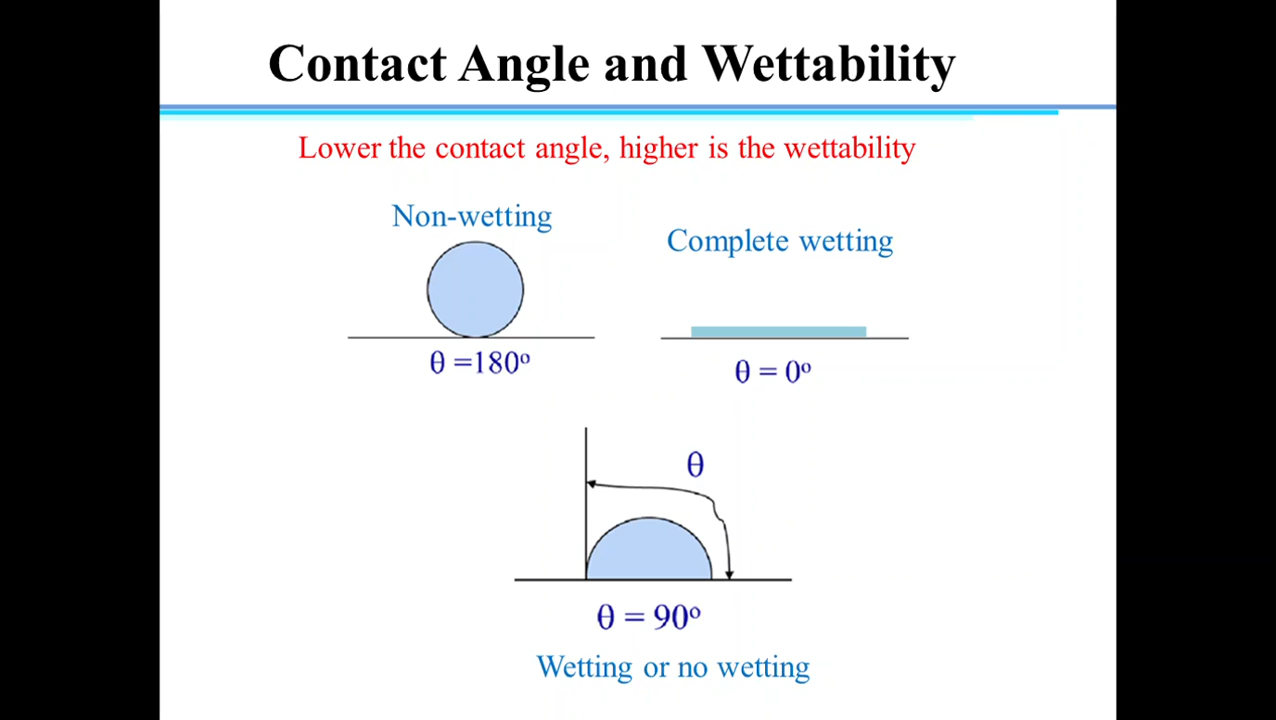 Contact Angle and Wettability
Lower the contact angle, higher is the wettability
Non-wetting
Complete wetting
θ =180º
θ = 0º
θ
θ = 90º
Wetting or no wetting